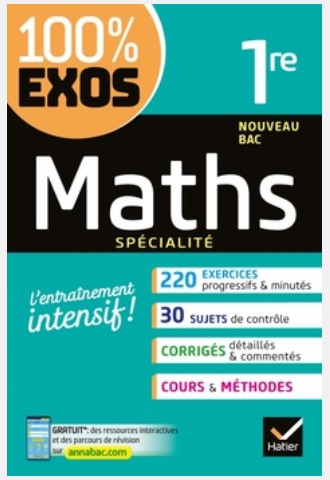 100%
EXOS
1re
NOUVEAU
BAC
Maths
SPÉCIALITÉ
l'entraînement
intensif !
220 EXERCICES
progressifs & minutés
30 SUJETS de contrôle
CORRIGÉS détaillés
& commentés
COURS & MÉTHODES
GRATUIT*: des ressources interactives
et des parcours de révision
sur annabac.com
Hatier